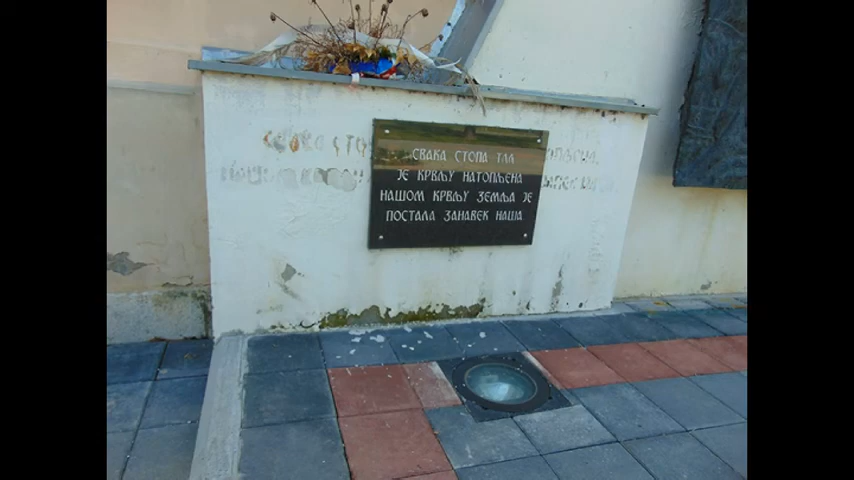 СВАКА СТОПА ТЛА
ЈЕ КРВЉУ НАТОПЉЕНА
НАШОМ КРВЉУ ЗЕМЉА ЈЕ
ПОСТАЛА ЗАНАВЕК НАША